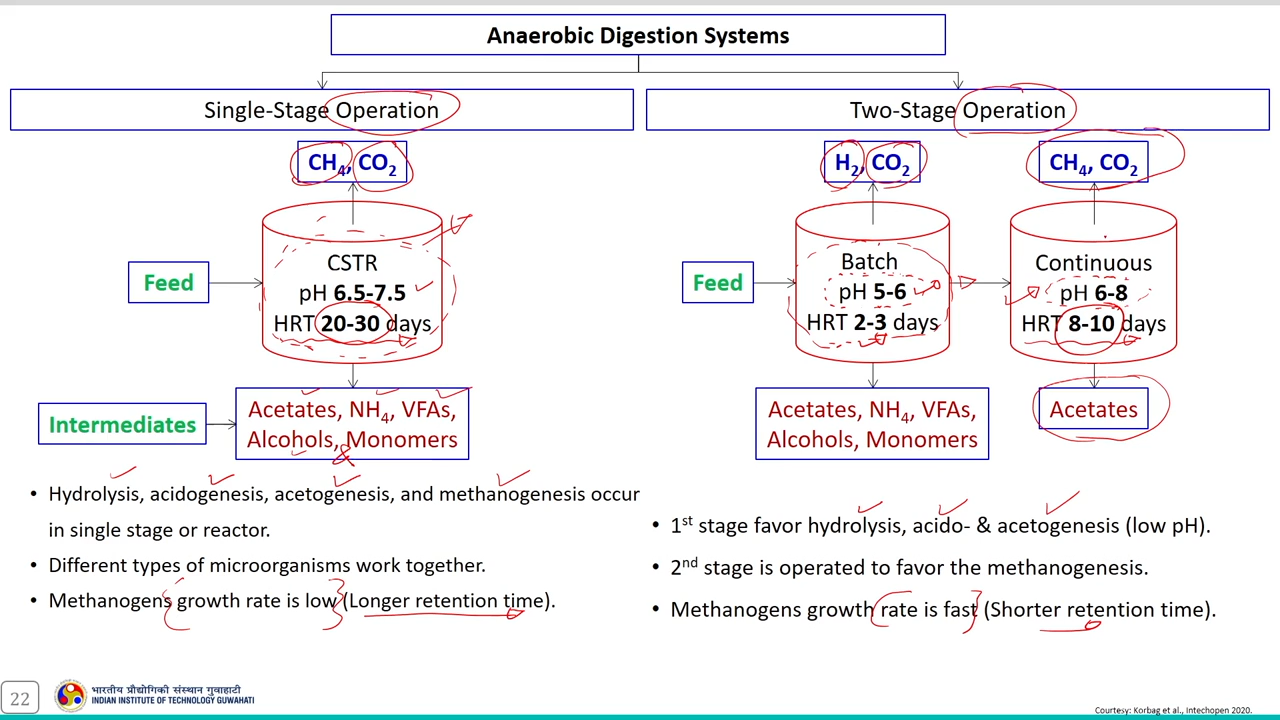 Anaerobic Digestion Systems
Single-Stage Operation
CH4, CO2
Feed
CSTR
pH 6.5-7.5
HRT 20-30 days
Intermediates
Acetates, NH4, VFAs,
Alcohols, Monomers
&
• Hydrolysis, acidogenesis, acetogenesis, and methanogenesis occur
in single stage or reactor.
• Different types of microorganisms work together.
• Methanogens growth rate is low (Longer retention time).
Two-Stage Operation
H2, CO2
CH4, CO2
Feed
Batch
pH 5-6
HRT 2-3 days
Continuous
pH 6-8
HRT 8-10 days
Acetates, NH4, VFAs,
Alcohols, Monomers
Acetates
• 1st stage favor hydrolysis, acido- & acetogenesis (low pH).
• 2nd stage is operated to favor the methanogenesis.
• Methanogens growth rate is fast (Shorter retention time).
22
भारतीय प्रौद्योगिकी संस्थान गुवाहाटी
INDIAN INSTITUTE OF TECHNOLOGY GUWAHATI
Courtesy: Korbag et al., Intechopen 2020.